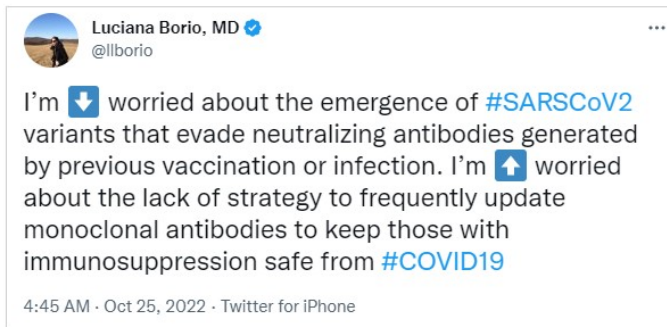 Luciana Borio, MD
@llborio
I’m ⬇️ worried about the emergence of #SARSCoV2
variants that evade neutralizing antibodies generated
by previous vaccination or infection. I’m ⬆️ worried
about the lack of strategy to frequently update
monoclonal antibodies to keep those with
immunosuppression safe from #COVID19
4:45 AM · Oct 25, 2022 · Twitter for iPhone